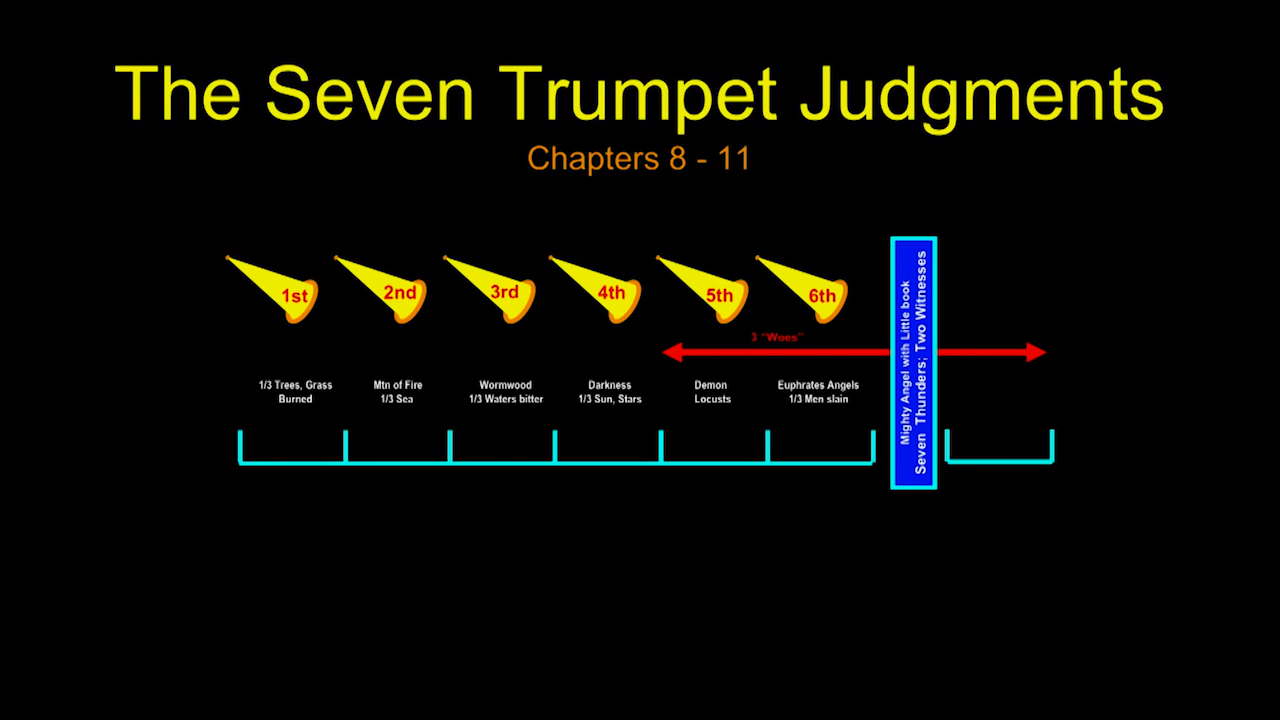 The Seven Trumpet Judgments
Chapters 8 - 11
1st
2nd
3rd
4th
5th
6th
3 "Woes"
1/3 Trees, Grass
Burned
Mtn of Fire
1/3 Sea
Wormwood
1/3 Waters bitter
Darkness
1/3 Sun, Stars
Demon
Locusts
Euphrates Angels
1/3 Men slain
Mighty Angel with Little book
Seven Thunders; Two Witnesses